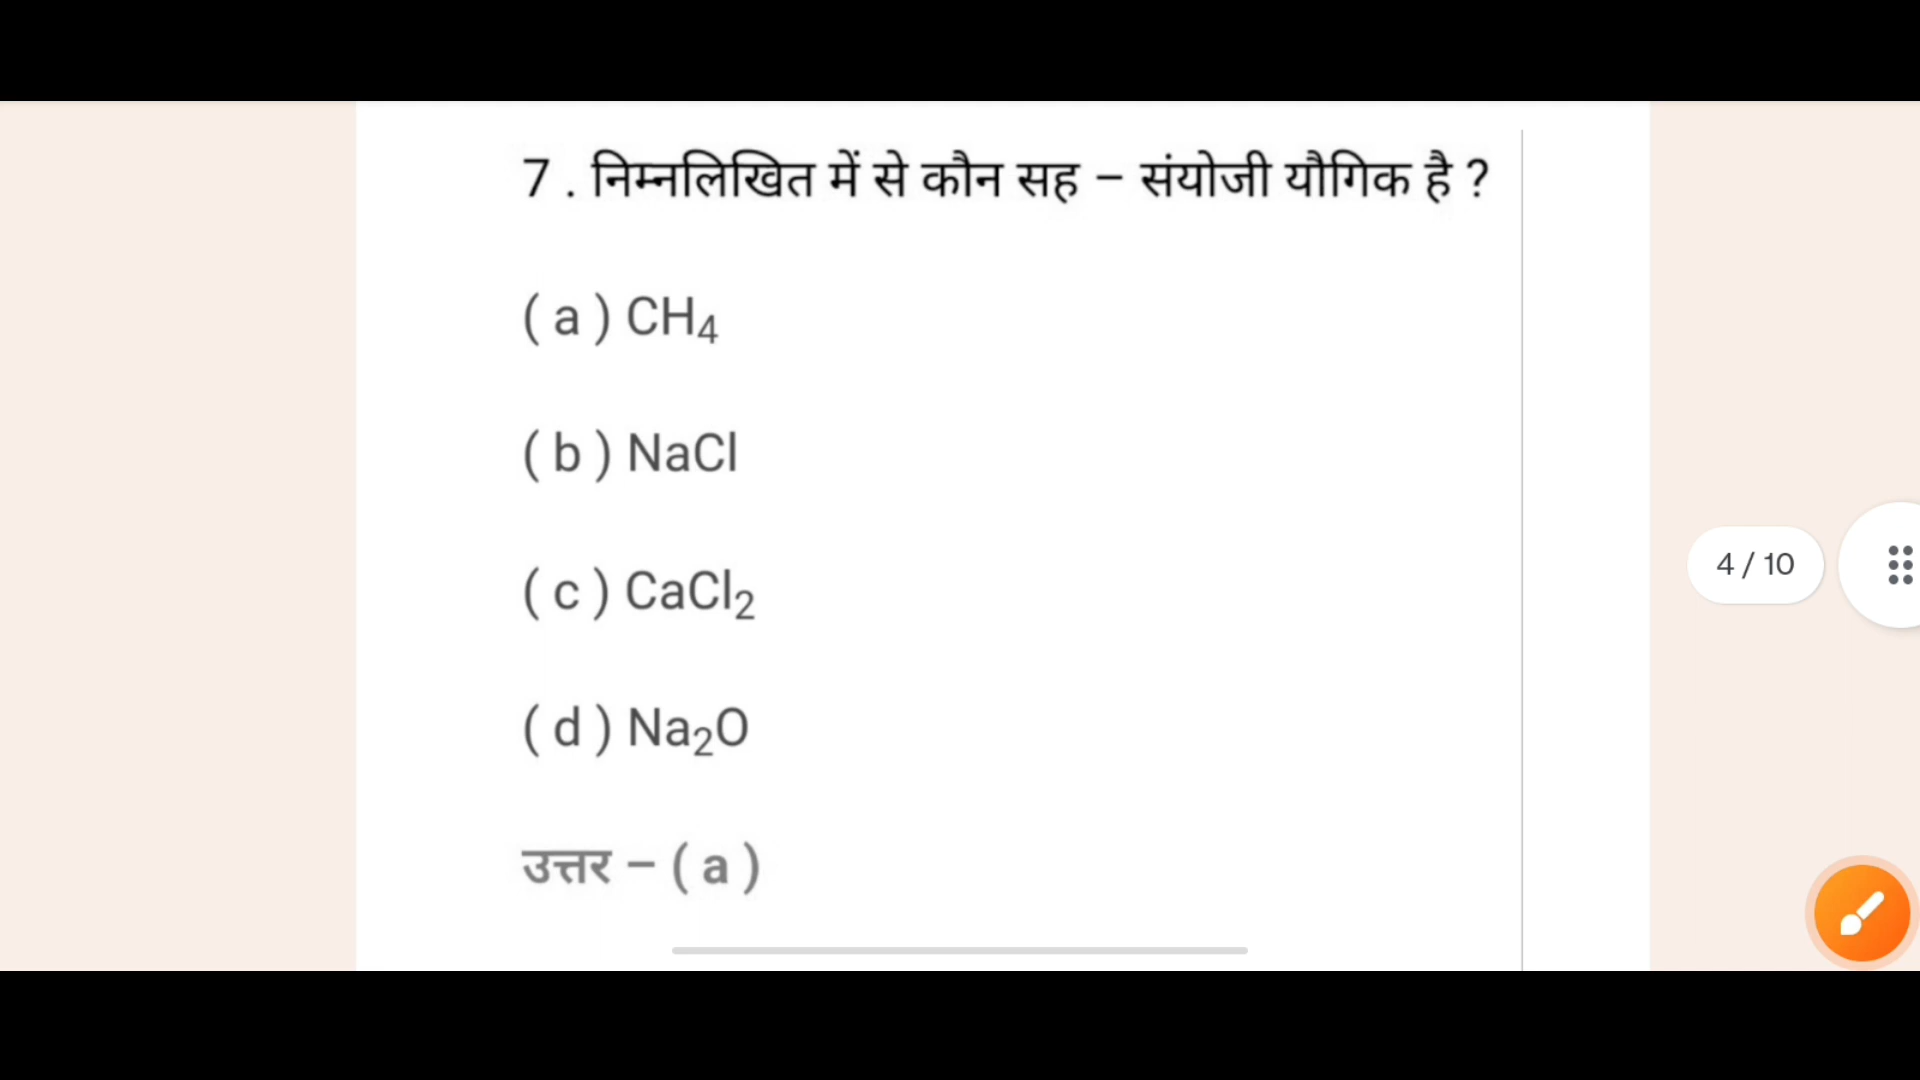 7 . निम्नलिखित में से कौन सह – संयोजी यौगिक है ?
( a ) CH₄
( b ) NaCl
( c ) CaCl₂
( d ) Na₂O
4 / 10
उत्तर – ( a )